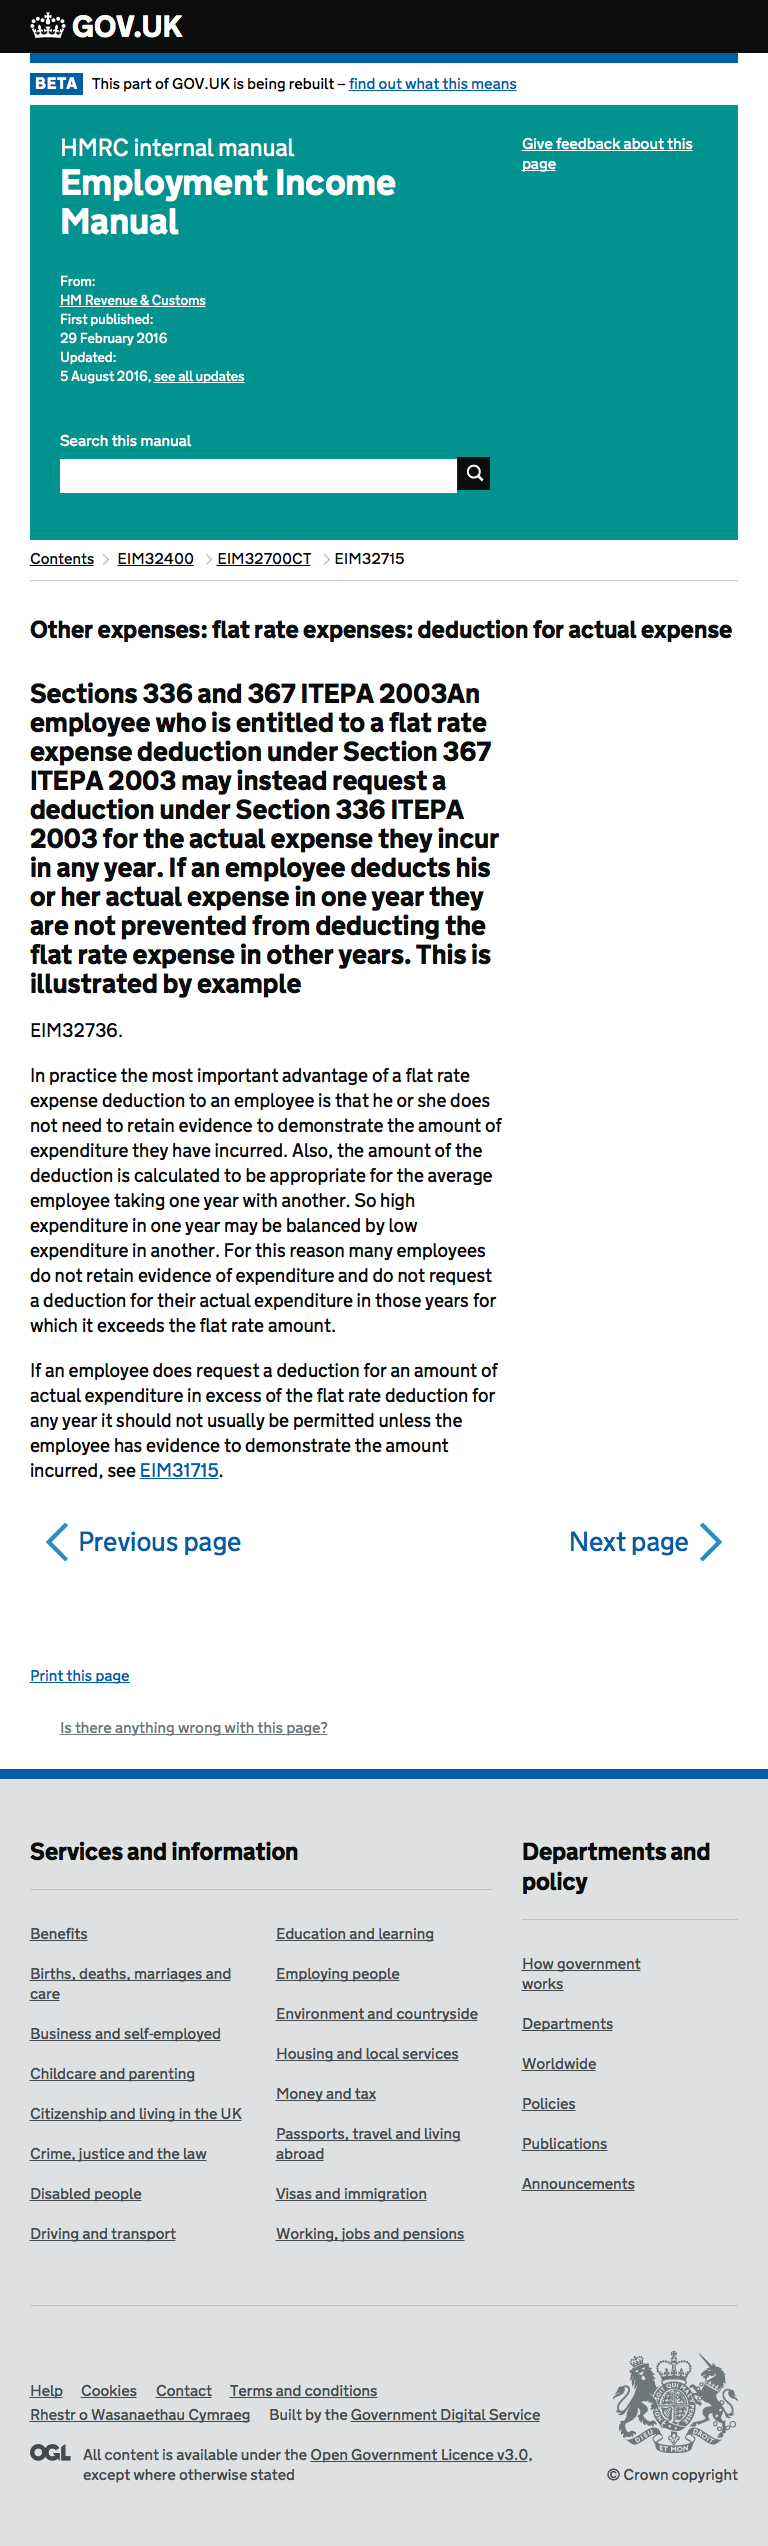 GOV.UK
BETA This part of GOV.UK is being rebuilt – find out what this means
HMRC internal manual
Employment Income
Manual
Give feedback about this
page
From:
HM Revenue & Customs
First published:
29 February 2016
Updated:
5 August 2016, see all updates
Search this manual
Contents EIM32400 EIM32700CT EIM32715
Other expenses: flat rate expenses: deduction for actual expense
Sections 336 and 367 ITEPA 2003An
employee who is entitled to a flat rate
expense deduction under Section 367
ITEPA 2003 may instead request a
deduction under Section 336 ITEPA
2003 for the actual expense they incur
in any year. If an employee deducts his
or her actual expense in one year they
are not prevented from deducting the
flat rate expense in other years. This is
illustrated by example
EIM32736.
In practice the most important advantage of a flat rate
expense deduction to an employee is that he or she does
not need to retain evidence to demonstrate the amount of
expenditure they have incurred. Also, the amount of the
deduction is calculated to be appropriate for the average
employee taking one year with another. So high
expenditure in one year may be balanced by low
expenditure in another. For this reason many employees
do not retain evidence of expenditure and do not request
a deduction for their actual expenditure in those years for
which it exceeds the flat rate amount.
If an employee does request a deduction for an amount of
actual expenditure in excess of the flat rate deduction for
any year it should not usually be permitted unless the
employee has evidence to demonstrate the amount
incurred, see EIM31715.
Previous page
Next page
Print this page
Is there anything wrong with this page?
Services and information
Benefits
Births, deaths, marriages and
care
Business and self-employed
Childcare and parenting
Citizenship and living in the UK
Crime, justice and the law
Disabled people
Driving and transport
Education and learning
Employing people
Environment and countryside
Housing and local services
Money and tax
Passports, travel and living
abroad
Visas and immigration
Working, jobs and pensions
Departments and
policy
How government
works
Departments
Worldwide
Policies
Publications
Announcements
Help Cookies Contact Terms and conditions
Rhestr o Wasanaethau Cymraeg Built by the Government Digital Service
OGL All content is available under the Open Government Licence v3.0,
except where otherwise stated
DIEU ET MON DROIT
© Crown copyright